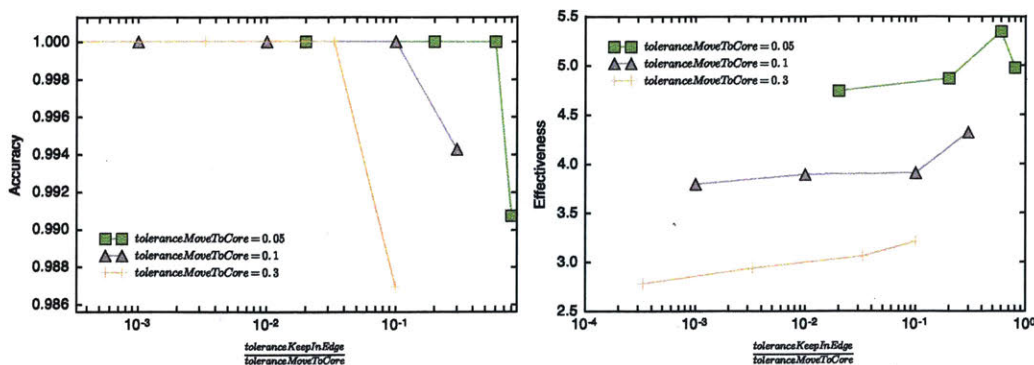 1.000
0.998
0.996
0.994
0.992
0.990
0.988
0.986
Accuracy
toleranceMoveToCore = 0.05
toleranceMoveToCore = 0.1
toleranceMoveToCore = 0.3
10-3
10-2
10-1
toleranceKeepInEdge
toleranceMoveToCore
5.5
5.0
4.5
4.0
3.5
3.0
2.5
Effectiveness
toleranceMoveToCore = 0.05
toleranceMoveToCore = 0.1
toleranceMoveToCore = 0.3
10-4
10-3
10-2
10-1
100
toleranceKeepInEdge
toleranceMoveToCore